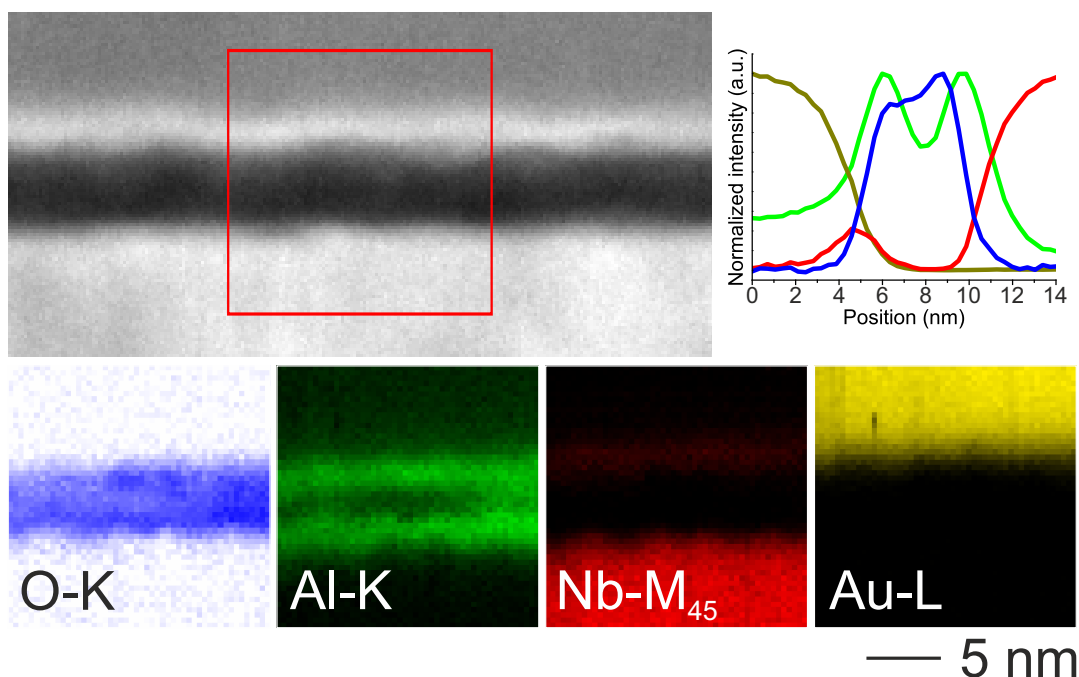 Normalized intensity (a.u.)
0 2 4 6 8 10 12 14
Position (nm)
O-K
Al-K
Nb-M45
Au-L
5 nm